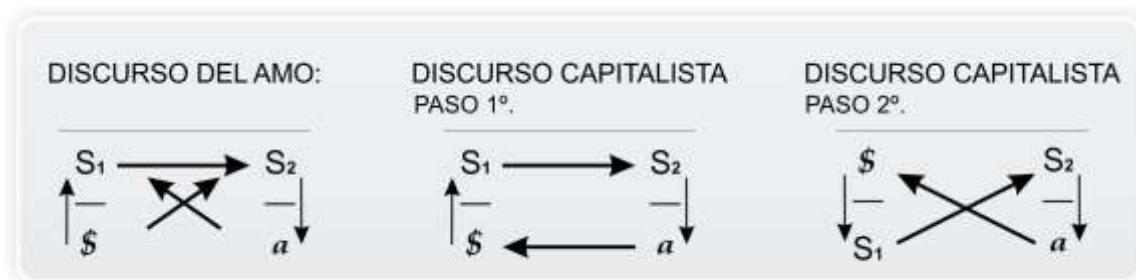 DISCURSO DEL AMO:
S₁ S₂
$ a
DISCURSO CAPITALISTA
PASO 1º.
S₁ S₂
$ a
DISCURSO CAPITALISTA
PASO 2º.
$ S₂
S₁ a